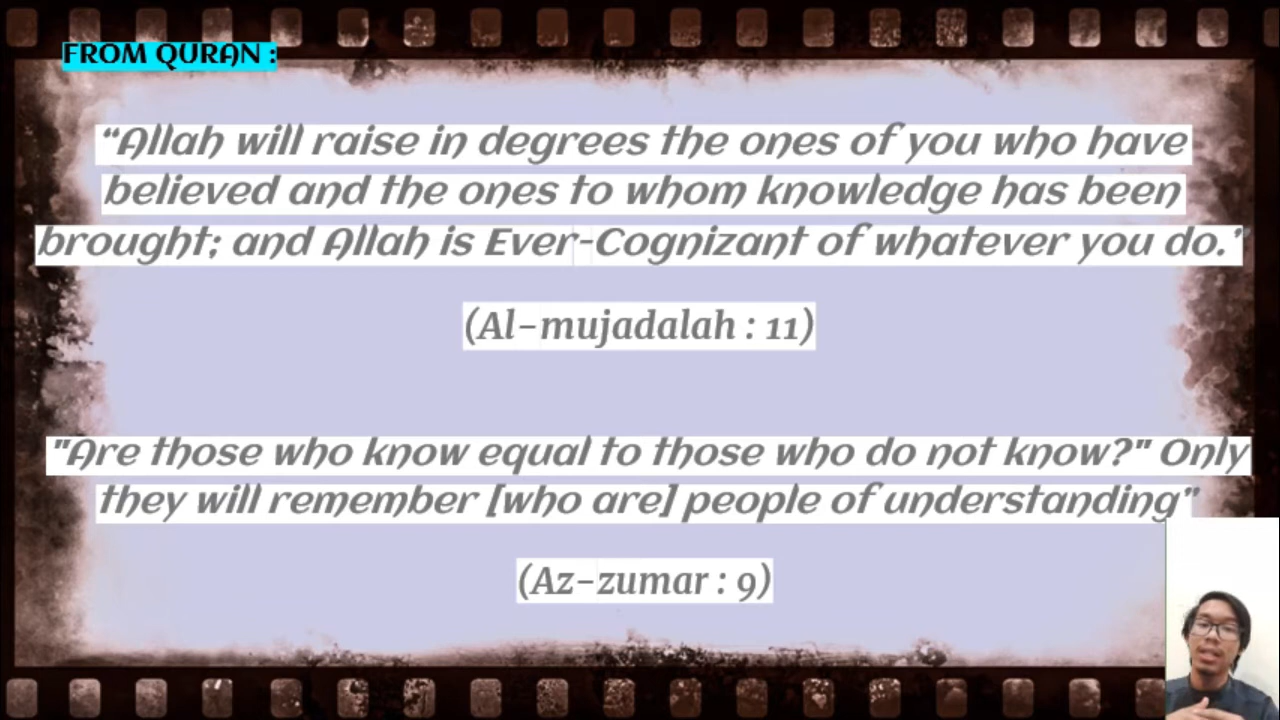 FROM QURAN :
“Allah will raise in degrees the ones of you who have
believed and the ones to whom knowledge has been
brought; and Allah is Ever-Cognizant of whatever you do.'
(Al-mujadalah : 11)
"Are those who know equal to those who do not know?" Only
they will remember [who are] people of understanding”
(Az-zumar : 9)